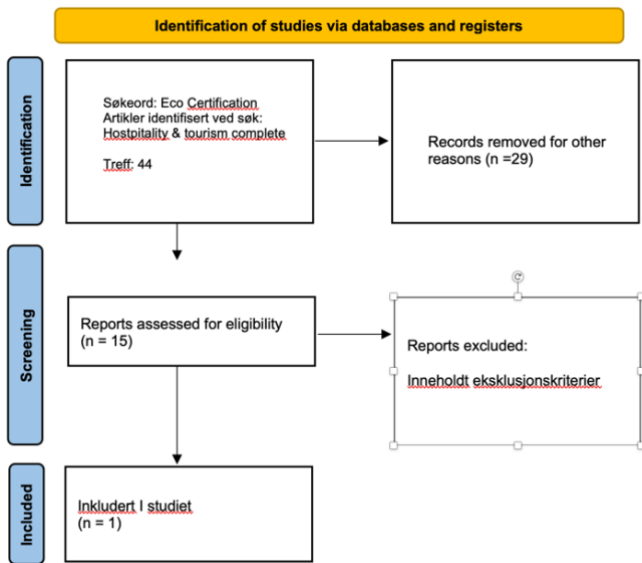 Identification of studies via databases and registers
Identification
Søkeord: Eco Certification
Artikler identifisert ved søk:
Hostpitality & tourism complete
Treff: 44
Records removed for other
reasons (n =29)
Screening
Reports assessed for eligibility
(n = 15)
Reports excluded:
Inneholdt eksklusjonskriterier
Included
Inkludert I studiet
(n = 1)